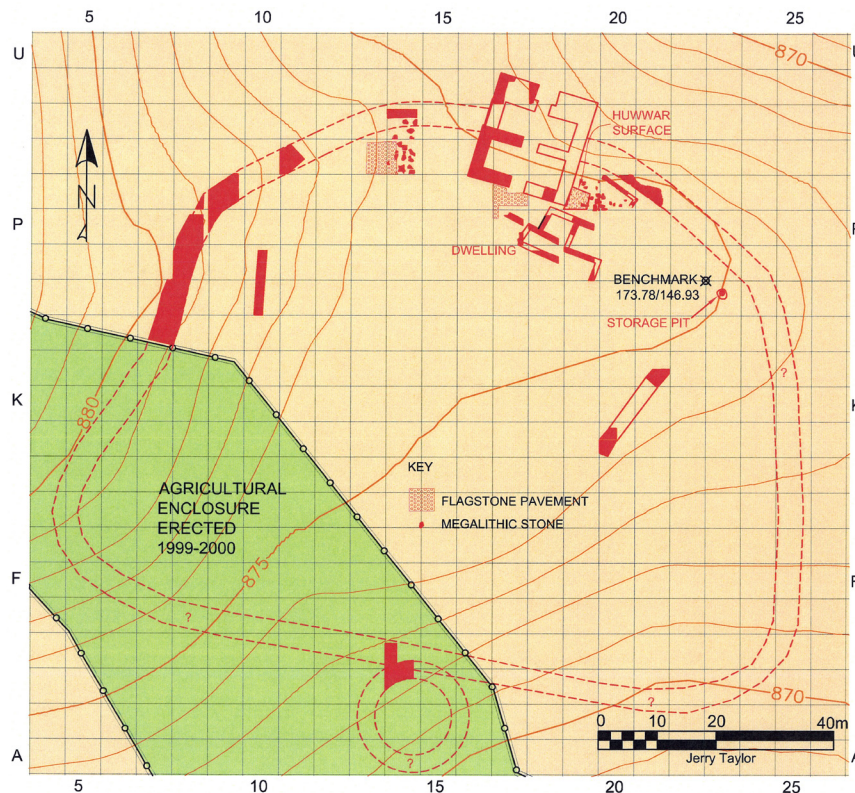 5 10 15 20 25
U U
870
HUWWAR
SURFACE
N
P
DWELLING
BENCHMARK
173.78/146.93
STORAGE PIT
?
K K
880
KEY
FLAGSTONE PAVEMENT
MEGALITHIC STONE
AGRICULTURAL
ENCLOSURE
ERECTED
1999-2000
875
F
?
870
?
0 10 20 40m
Jerry Taylor
?
A
5 10 15 20 25